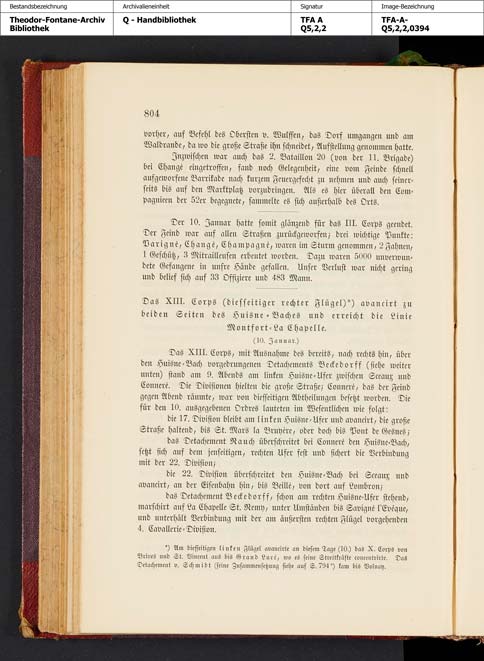 Bestandsbezeichnung
Archivalieneinheit
Signatur
Image-Bezeichnung
Theodor-Fontane-Archiv
Bibliothek
Q - Handbibliothek
TFA A
Q5,2,2
TFA-A-
Q5,2,2,0394
804
vorher, auf Befehl des Obersten v. Wulffen, das Dorf umgangen und am
Waldrande, da wo die große Straße ihn schneidet, Aufstellung genommen hatte.
Inzwischen war auch das 2. Bataillon 20 (von der 11. Brigade)
bei Changé eingetroffen, fand noch Gelegenheit, eine vom Feinde schnell
aufgeworfene Barrikade nach kurzem Feuergefecht zu nehmen und auch seiner-
seits bis auf den Marktplatz vorzudringen. Als es hier überall den Com-
pagnieen der 52er begegnete, sammelte es sich außerhalb des Orts.
Der 10. Januar hatte somit glänzend für das III. Corps geendet.
Der Feind war auf allen Straßen zurückgeworfen; drei wichtige Punkte:
Parigné, Changé, Champagné, waren im Sturm genommen, 2 Fahnen,
1 Geschütz, 3 Mitrailleusen erbeutet worden. Dazu waren 5000 unverwun-
dete Gefangene in unsre Hände gefallen. Unser Verlust war nicht gering
und belief sich auf 33 Offiziere und 483 Mann.
Das XIII. Corps (diesseitiger rechter Flügel)*) avancirt zu
beiden Seiten des Huisne-Baches und erreicht die Linie
Montfort-La Chapelle.
(10. Januar.)
Das XIII. Corps, mit Ausnahme des bereits, nach rechts hin, über
den Huisne-Bach vorgedrungenen Detachements Beckedorff (siehe weiter
unten) stand am 9. Abends am linken Huisne-Ufer zwischen Sceaux und
Conneré. Die Divisionen hielten die große Straße; Conneré, das der Feind
gegen Abend räumte, war von diesseitigen Abtheilungen besetzt worden. Die
für den 10. ausgegebenen Ordres lauteten im Wesentlichen wie folgt:
die 17. Division bleibt am linken Huisne-Ufer und avancirt, die große
Straße haltend, bis St. Mars la Bruyère, oder doch bis Pont de Gesnes;
das Detachement Rauch überschreitet bei Conneré den Huisne-Bach,
setzt sich auf dem jenseitigen, rechten Ufer fest und sichert die Verbindung
mit der 22. Division;
die 22. Division überschreitet den Huisne-Bach bei Sceaux und
avancirt, an der Eisenbahn hin, bis Beillé, von dort auf Lombron;
das Detachement Beckedorff, schon am rechten Huisne-Ufer stehend,
marschirt auf La Chapelle St. Remy, unter Umständen bis Savigné l'Evêque,
und unterhält Verbindung mit der am äußersten rechten Flügel vorgehenden
4. Cavallerie-Division.
*) Am diesseitigen linken Flügel avancirte an diesem Tage (10.) das X. Corps von
Brives und St. Vincent aus bis Grand Lucé, wo es seine Streitkräfte concentrirte. Das
Detachement v. Schmidt (seine Zusammensetzung siehe auf S. 794*) kam bis Volnay.